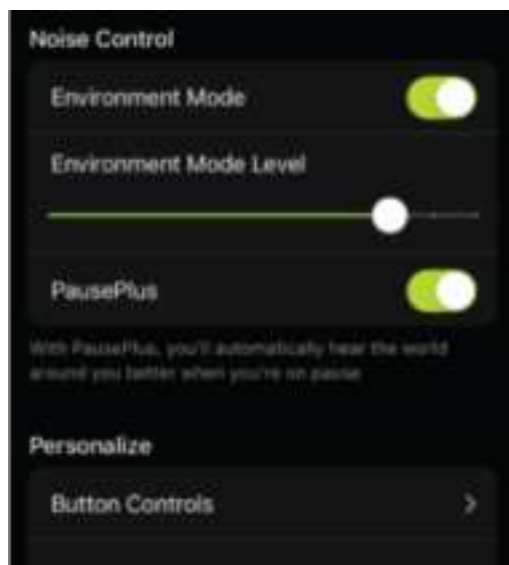 Noise Control
Environment Mode
Environment Mode Level
PausePlus
With PausePlus, you'll automatically hear the world
around you better when you're on pause
Personalize
Button Controls